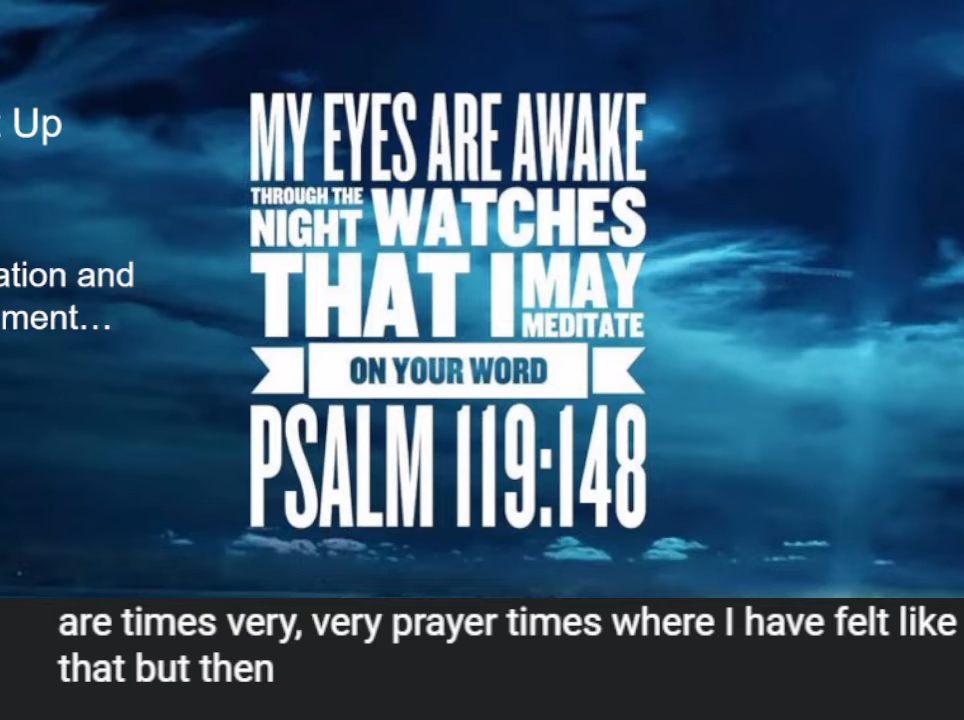 : Up
ation and
ment...
MY EYES ARE AWAKE
THROUGH THE
NIGHT WATCHES
THAT I MAY
MEDITATE
ON YOUR WORD
PSALM 119:148
are times very, very prayer times where I have felt like
that but then